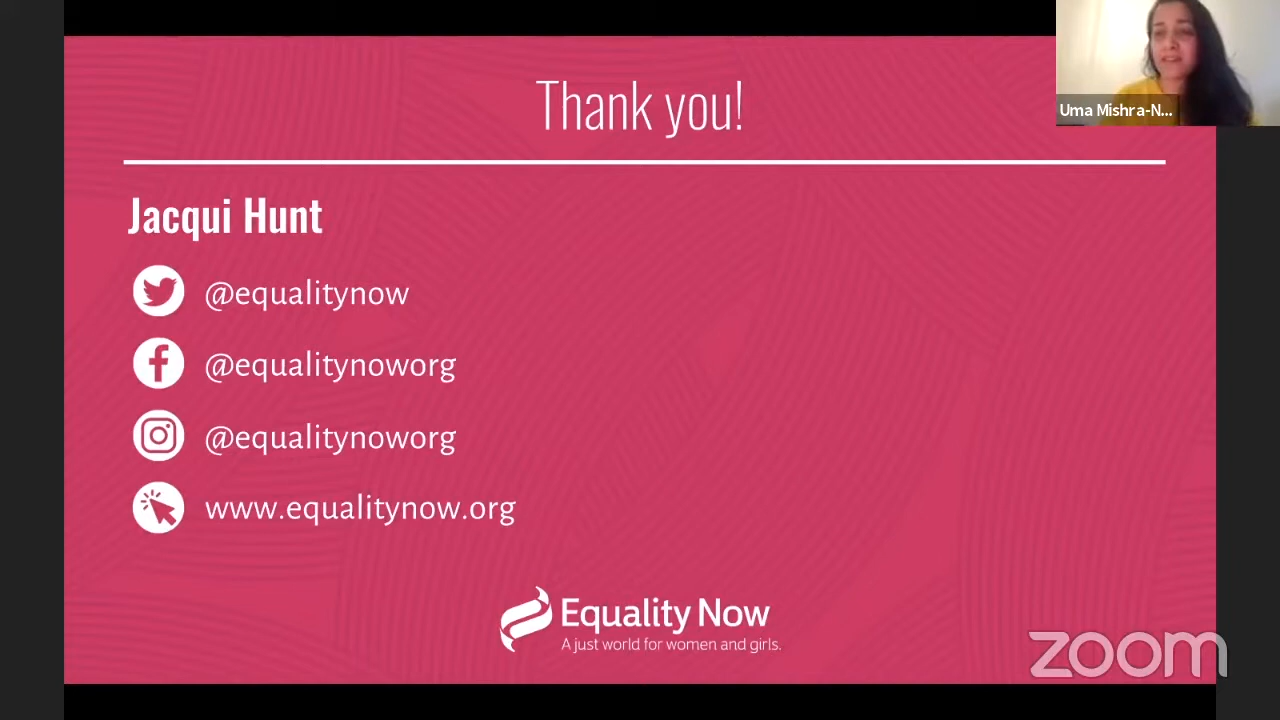 Thank you!
Uma Mishra-N...
Jacqui Hunt
@equalitynow
@equalitynoworg
@equalitynoworg
www.equalitynow.org
Equality Now
A just world for women and girls.
zoom